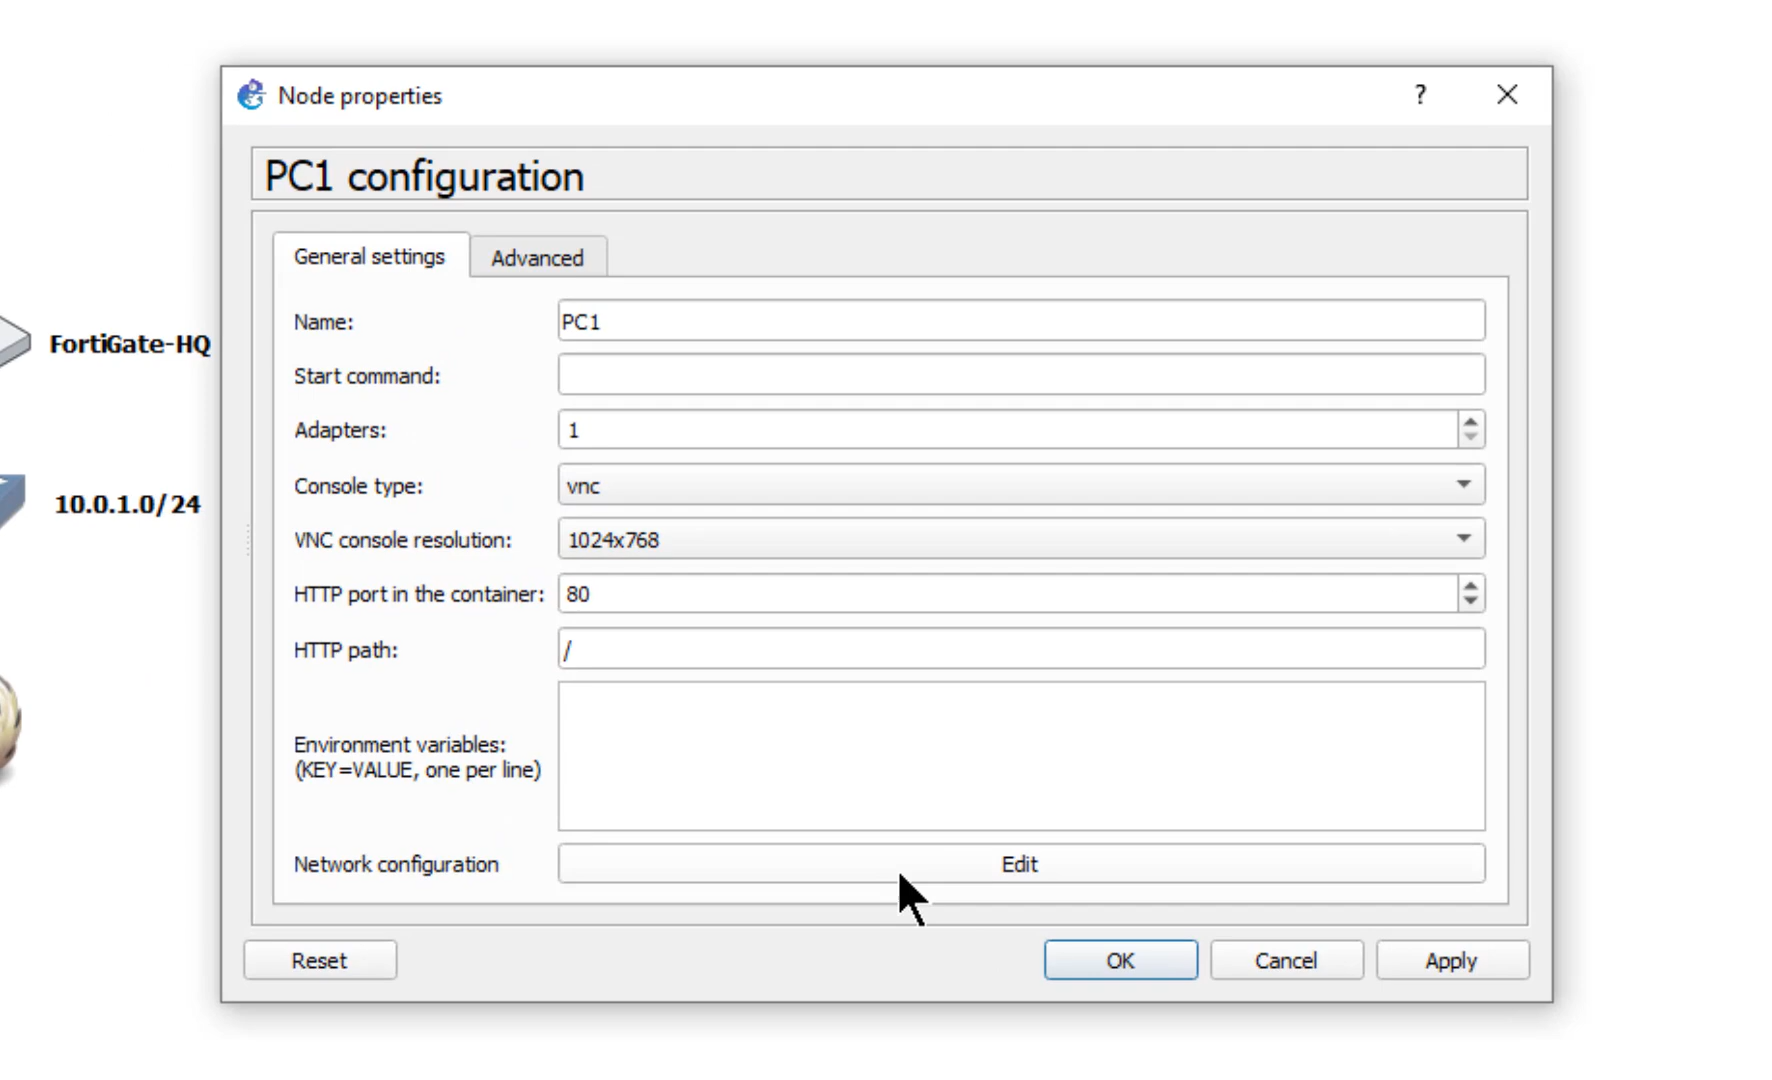 Node properties
?
PC1 configuration
General settings
Advanced
Name:
PC1
Start command:
Adapters:
1
Console type:
vnc
VNC console resolution:
1024x768
HTTP port in the container:
80
HTTP path:
/
Environment variables:
(KEY=VALUE, one per line)
Network configuration
Edit
Reset
OK
Cancel
Apply
FortiGate-HQ
10.0.1.0/24